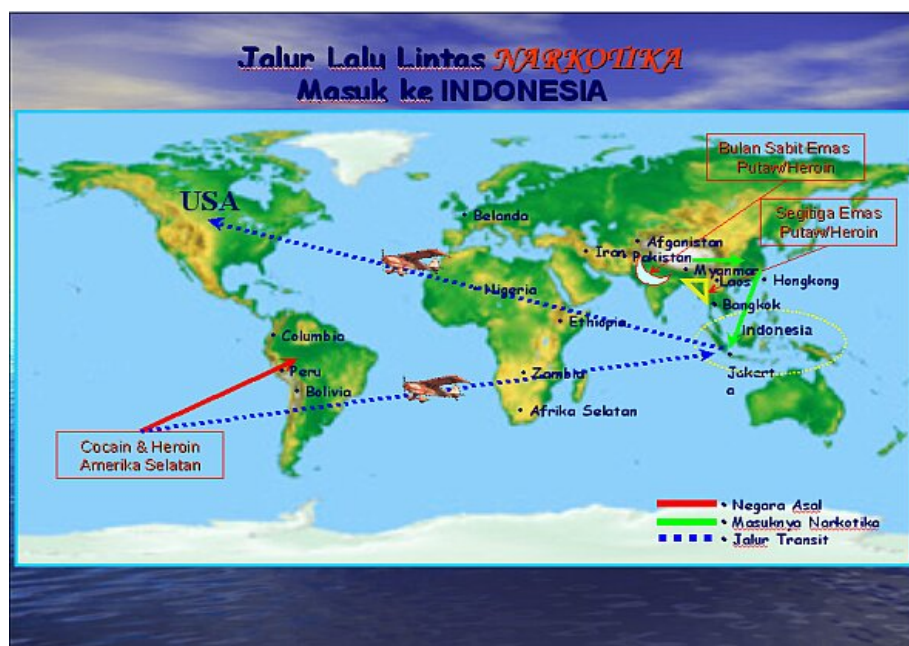 Jalur Lalu Lintas NARKOTIKA
Masuk ke INDONESIA
Bulan Sabit Emas
Putaw/Heroin
USA
Segitiga Emas
Putaw/Heroin
• Belanda
• Afganistan
• Iran
• Pakistan
• Myanmar
• Laos
• Hongkong
• Nigeria
• Bangkok
• Ethiopia
Indonesia
• Columbia
• Peru
• Zambia
• Jakart
a
• Bolivia
• Afrika Selatan
Cocain & Heroin
Amerika Selatan
• Negara Asal
• Masuknya Narkotika
• Jalur Transit